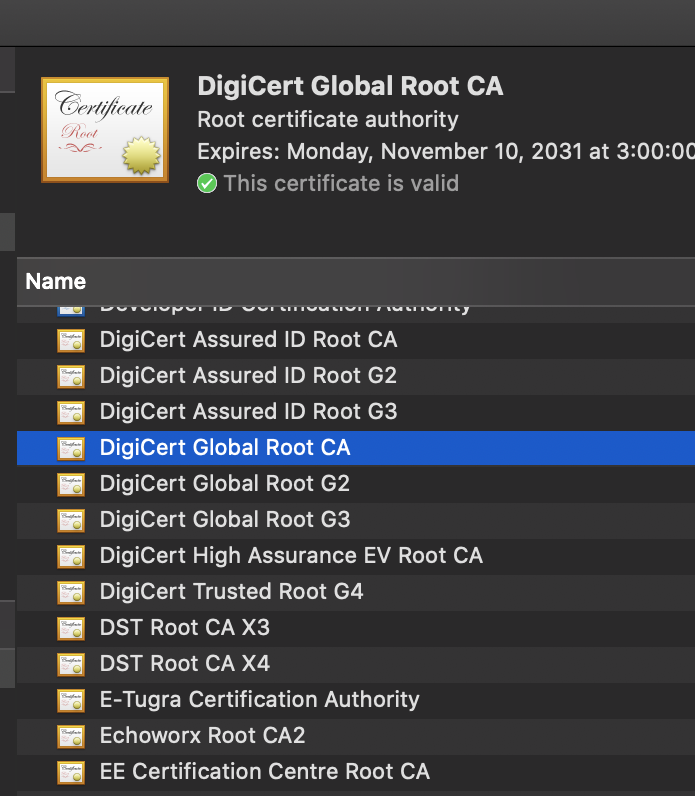 Certificate
Root
DigiCert Global Root CA
Root certificate authority
Expires: Monday, November 10, 2031 at 3:00:00
This certificate is valid
Name
Developer ID Certification Authority
DigiCert Assured ID Root CA
DigiCert Assured ID Root G2
DigiCert Assured ID Root G3
DigiCert Global Root CA
DigiCert Global Root G2
DigiCert Global Root G3
DigiCert High Assurance EV Root CA
DigiCert Trusted Root G4
DST Root CA X3
DST Root CA X4
E-Tugra Certification Authority
Echoworx Root CA2
EE Certification Centre Root CA